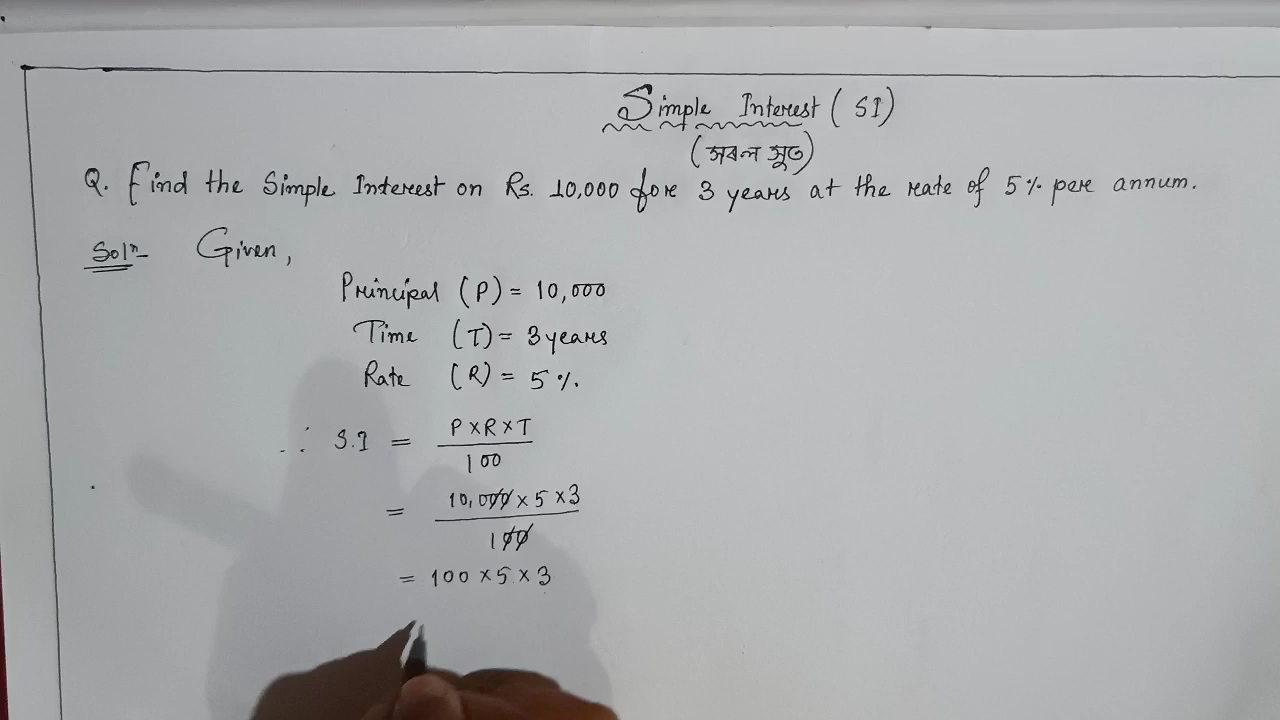 Simple Interest (SI)
(সৰল সুত)
Q. Find the Simple Interest on Rs. 10,000 for 3 years at the rate of 5% per annum.
Solⁿ- Given,
Principal (P) = 10,000
Time (T) = 3 years
Rate (R) = 5%.
∴ S.I = P×R×T
100
= 10,000 × 5 × 3
100
= 100 × 5 × 3